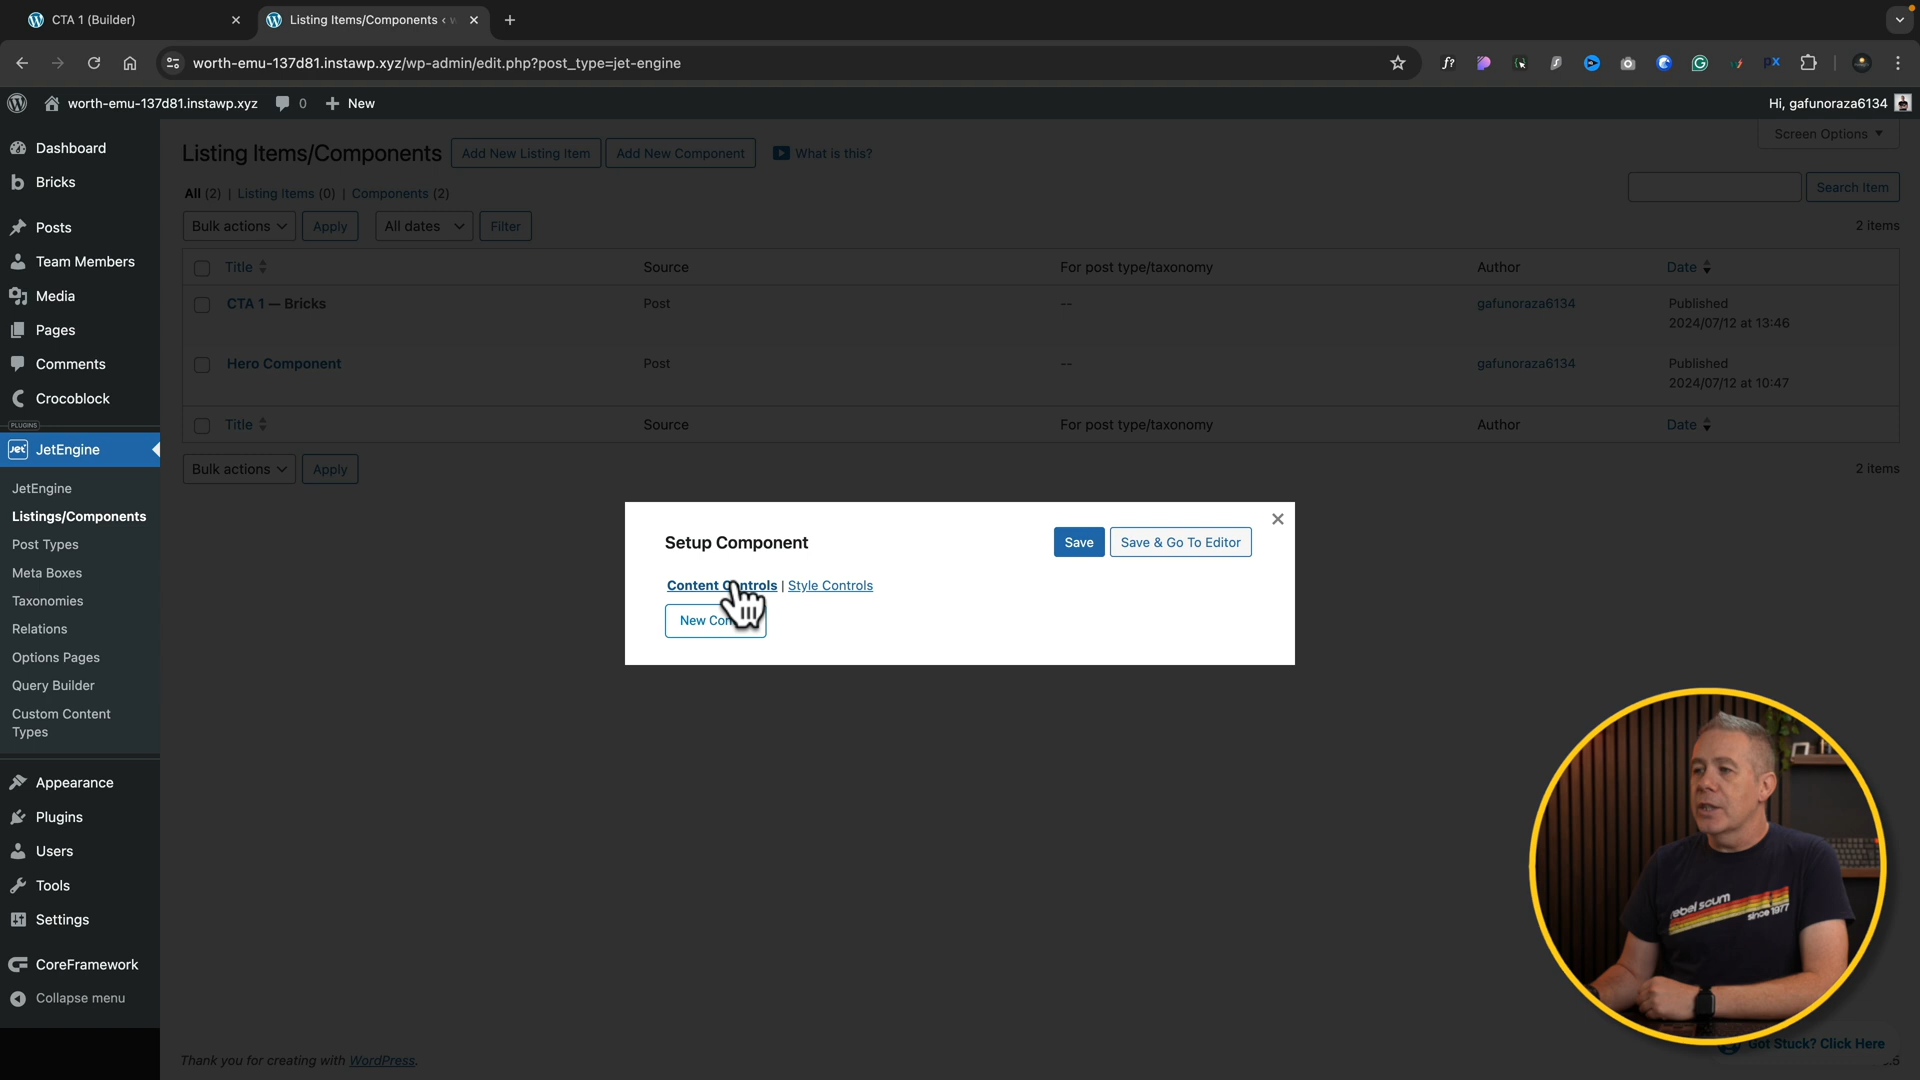 CTA 1 (Builder)
Listing Items/Components ‹ w
worth-emu-137d81.instawp.xyz/wp-admin/edit.php?post_type=jet-engine
worth-emu-137d81.instawp.xyz
0
New
Hi, gafunoraza6134
Screen Options
Dashboard
Bricks
Posts
Team Members
Media
Pages
Comments
Crocoblock
PLUGINS
Jet
JetEngine
JetEngine
Listings/Components
Post Types
Meta Boxes
Taxonomies
Relations
Options Pages
Query Builder
Custom Content
Types
Appearance
Plugins
Users
Tools
Settings
CoreFramework
Collapse menu
Listing Items/Components
Add New Listing Item
Add New Component
What is this?
All (2) | Listing Items (0) | Components (2)
Search Item
Bulk actions
Apply
All dates
Filter
2 items
Title
Source
For post type/taxonomy
Author
Date
CTA 1 — Bricks
Post
--
gafunoraza6134
Published
2024/07/12 at 13:46
Hero Component
Post
--
gafunoraza6134
Published
2024/07/12 at 10:47
Title
Source
For post type/taxonomy
Author
Date
Bulk actions
Apply
2 items
Setup Component
Save
Save & Go To Editor
Content Controls | Style Controls
New Con
rebel scum
since 1977
Got Stuck? Click Here
Thank you for creating with WordPress.